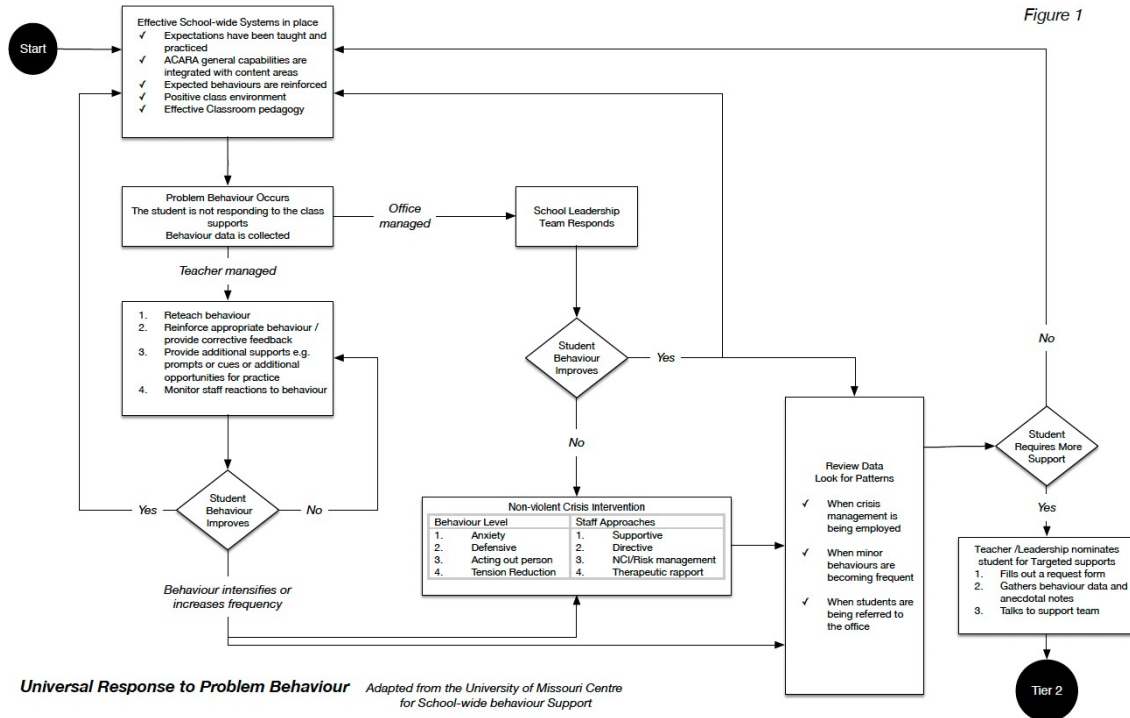 Figure 1
Start
Effective School-wide Systems in place
✓ Expectations have been taught and
practiced
✓ ACARA general capabilities are
integrated with content areas
✓ Expected behaviours are reinforced
✓ Positive class environment
✓ Effective Classroom pedagogy
Problem Behaviour Occurs
The student is not responding to the class
supports
Behaviour data is collected
Office
managed
School Leadership
Team Responds
Teacher managed
1. Reteach behaviour
2. Reinforce appropriate behaviour /
provide corrective feedback
3. Provide additional supports e.g.
prompts or cues or additional
opportunities for practice
4. Monitor staff reactions to behaviour
Student
Behaviour
Improves
Yes
No
No
Student
Behaviour
Improves
Yes
No
Behaviour intensifies or
increases frequency
Non-violent Crisis Intervention
Behaviour Level
1. Anxiety
2. Defensive
3. Acting out person
4. Tension Reduction
Staff Approaches
1. Supportive
2. Directive
3. NCI/Risk management
4. Therapeutic rapport
Review Data
Look for Patterns
✓ When crisis
management is
being employed
✓ When minor
behaviours are
becoming frequent
✓ When students are
being referred to
the office
Student
Requires More
Support
Yes
Teacher /Leadership nominates
student for Targeted supports
1. Fills out a request form
2. Gathers behaviour data and
anecdotal notes
3. Talks to support team
Tier 2
Universal Response to Problem Behaviour Adapted from the University of Missouri Centre
for School-wide behaviour Support